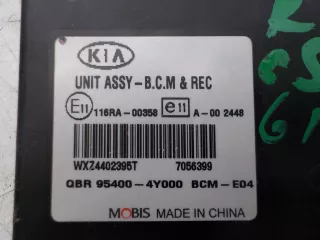 KIA
UNIT ASSY-B.C.M & REC
E11 116RA-00358 e11 A-00 2448
WXZ4402395T 7056399
QBR 95400-4Y000 BCM-E04
MOBIS MADE IN CHINA